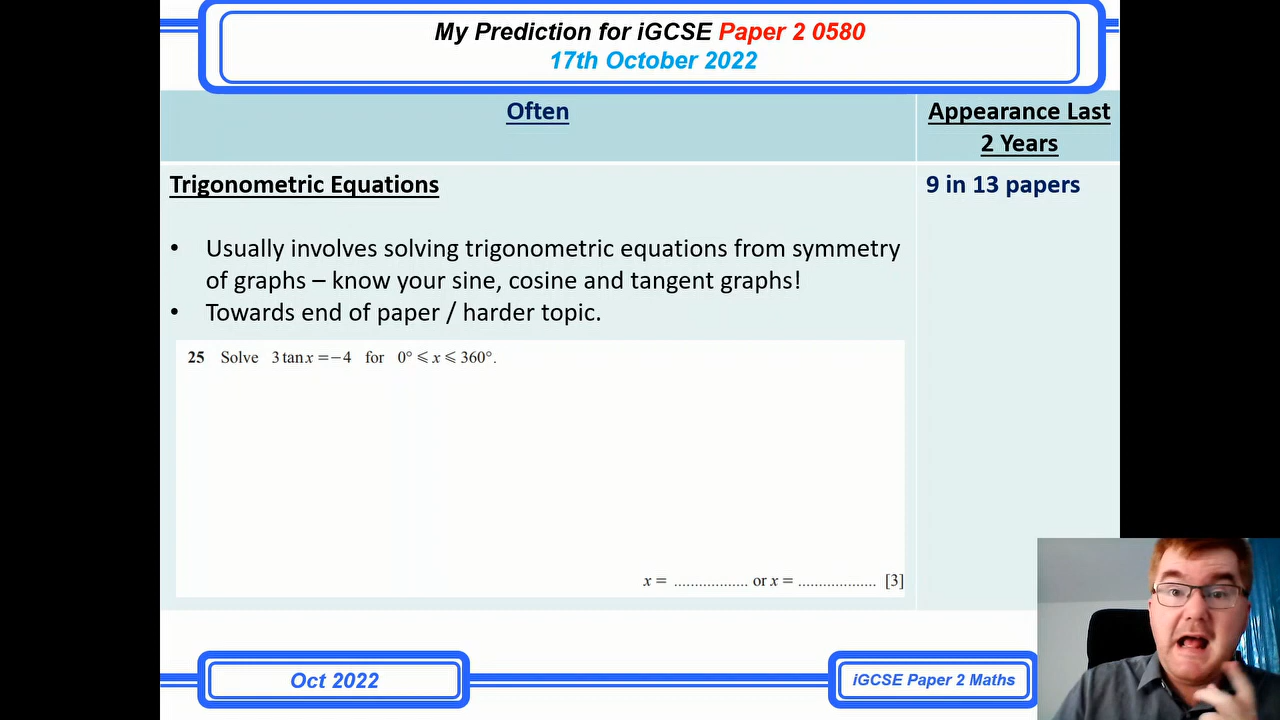 My Prediction for iGCSE Paper 2 0580
17th October 2022
Often
Appearance Last
2 Years
Trigonometric Equations
9 in 13 papers
• Usually involves solving trigonometric equations from symmetry
of graphs – know your sine, cosine and tangent graphs!
• Towards end of paper / harder topic.
25 Solve 3 tan x = −4 for 0° ⩽ x ⩽ 360°.
x = .................. or x = ................... [3]
Oct 2022
iGCSE Paper 2 Maths